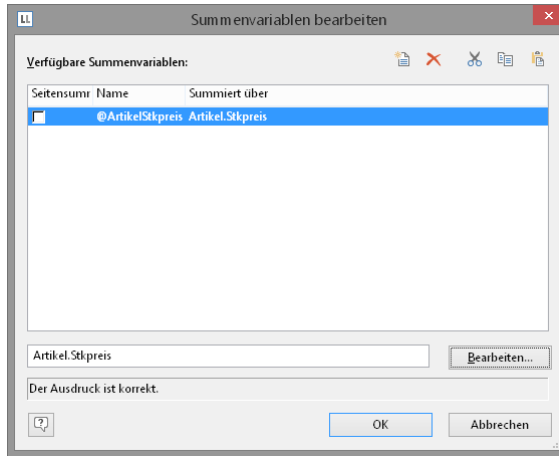 LL Summenvariablen bearbeiten
Verfügbare Summenvariablen:
Seitensumr Name Summiert über
@ArtikelStkpreis Artikel.Stkpreis
Artikel.Stkpreis Bearbeiten...
Der Ausdruck ist korrekt.
OK Abbrechen